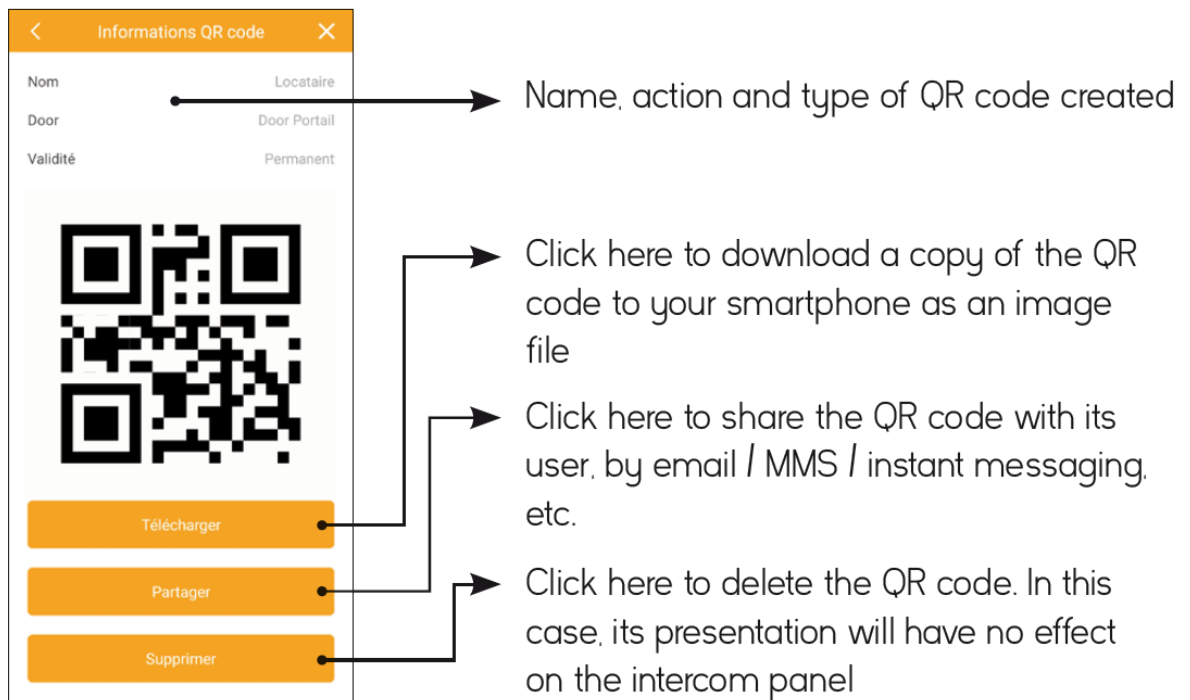 Informations QR code
Nom Locataire
Door Door Portail
Validité Permanent
Name, action and type of QR code created
Click here to download a copy of the QR
code to your smartphone as an image
file
Click here to share the QR code with its
user, by email / MMS / instant messaging,
etc.
Click here to delete the QR code. In this
case, its presentation will have no effect
on the intercom panel
Télécharger
Partager
Supprimer